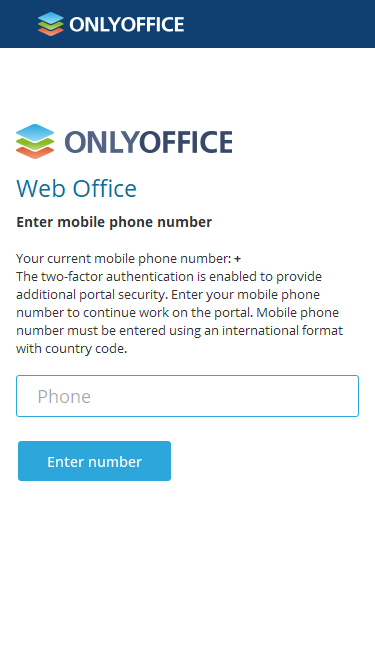 ONLYOFFICE
ONLYOFFICE
Web Office
Enter mobile phone number
Your current mobile phone number: +
The two-factor authentication is enabled to provide
additional portal security. Enter your mobile phone
number to continue work on the portal. Mobile phone
number must be entered using an international format
with country code.
Phone
Enter number